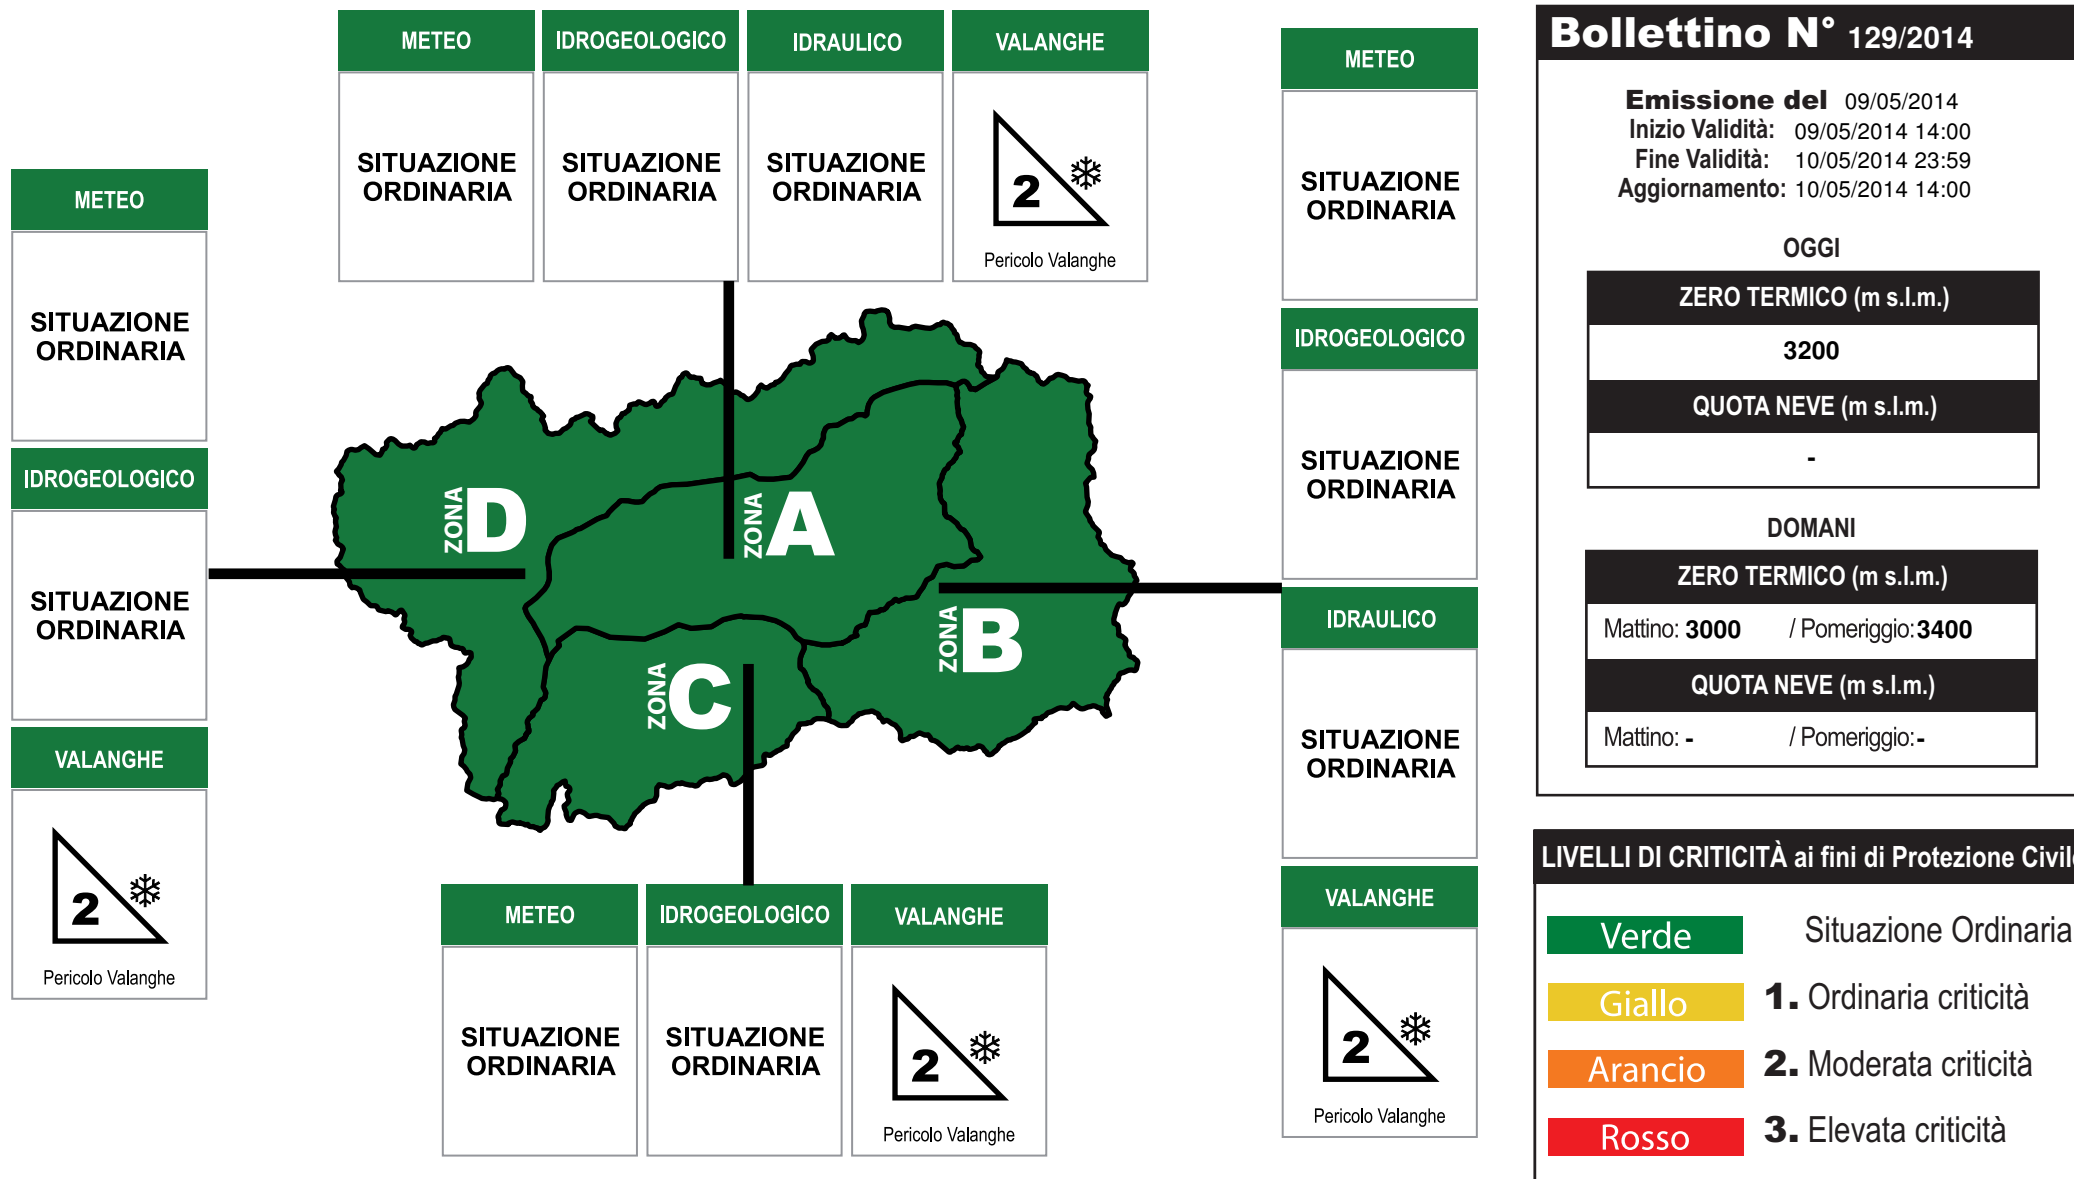 METEO
SITUAZIONE
ORDINARIA
IDROGEOLOGICO
SITUAZIONE
ORDINARIA
VALANGHE
2
Pericolo Valanghe
METEO
SITUAZIONE
ORDINARIA
IDROGEOLOGICO
SITUAZIONE
ORDINARIA
IDRAULICO
SITUAZIONE
ORDINARIA
VALANGHE
2
Pericolo Valanghe
ZONA D
ZONA A
ZONA B
ZONA C
METEO
SITUAZIONE
ORDINARIA
IDROGEOLOGICO
SITUAZIONE
ORDINARIA
VALANGHE
2
Pericolo Valanghe
METEO
SITUAZIONE
ORDINARIA
IDROGEOLOGICO
SITUAZIONE
ORDINARIA
IDRAULICO
SITUAZIONE
ORDINARIA
VALANGHE
2
Pericolo Valanghe
Bollettino N° 129/2014
Emissione del 09/05/2014
Inizio Validità: 09/05/2014 14:00
Fine Validità: 10/05/2014 23:59
Aggiornamento: 10/05/2014 14:00
OGGI
ZERO TERMICO (m s.l.m.)
3200
QUOTA NEVE (m s.l.m.)
-
DOMANI
ZERO TERMICO (m s.l.m.)
Mattino: 3000 / Pomeriggio: 3400
QUOTA NEVE (m s.l.m.)
Mattino: - / Pomeriggio: -
LIVELLI DI CRITICITÀ ai fini di Protezione Civile
Verde Situazione Ordinaria
Giallo 1. Ordinaria criticità
Arancio 2. Moderata criticità
Rosso 3. Elevata criticità